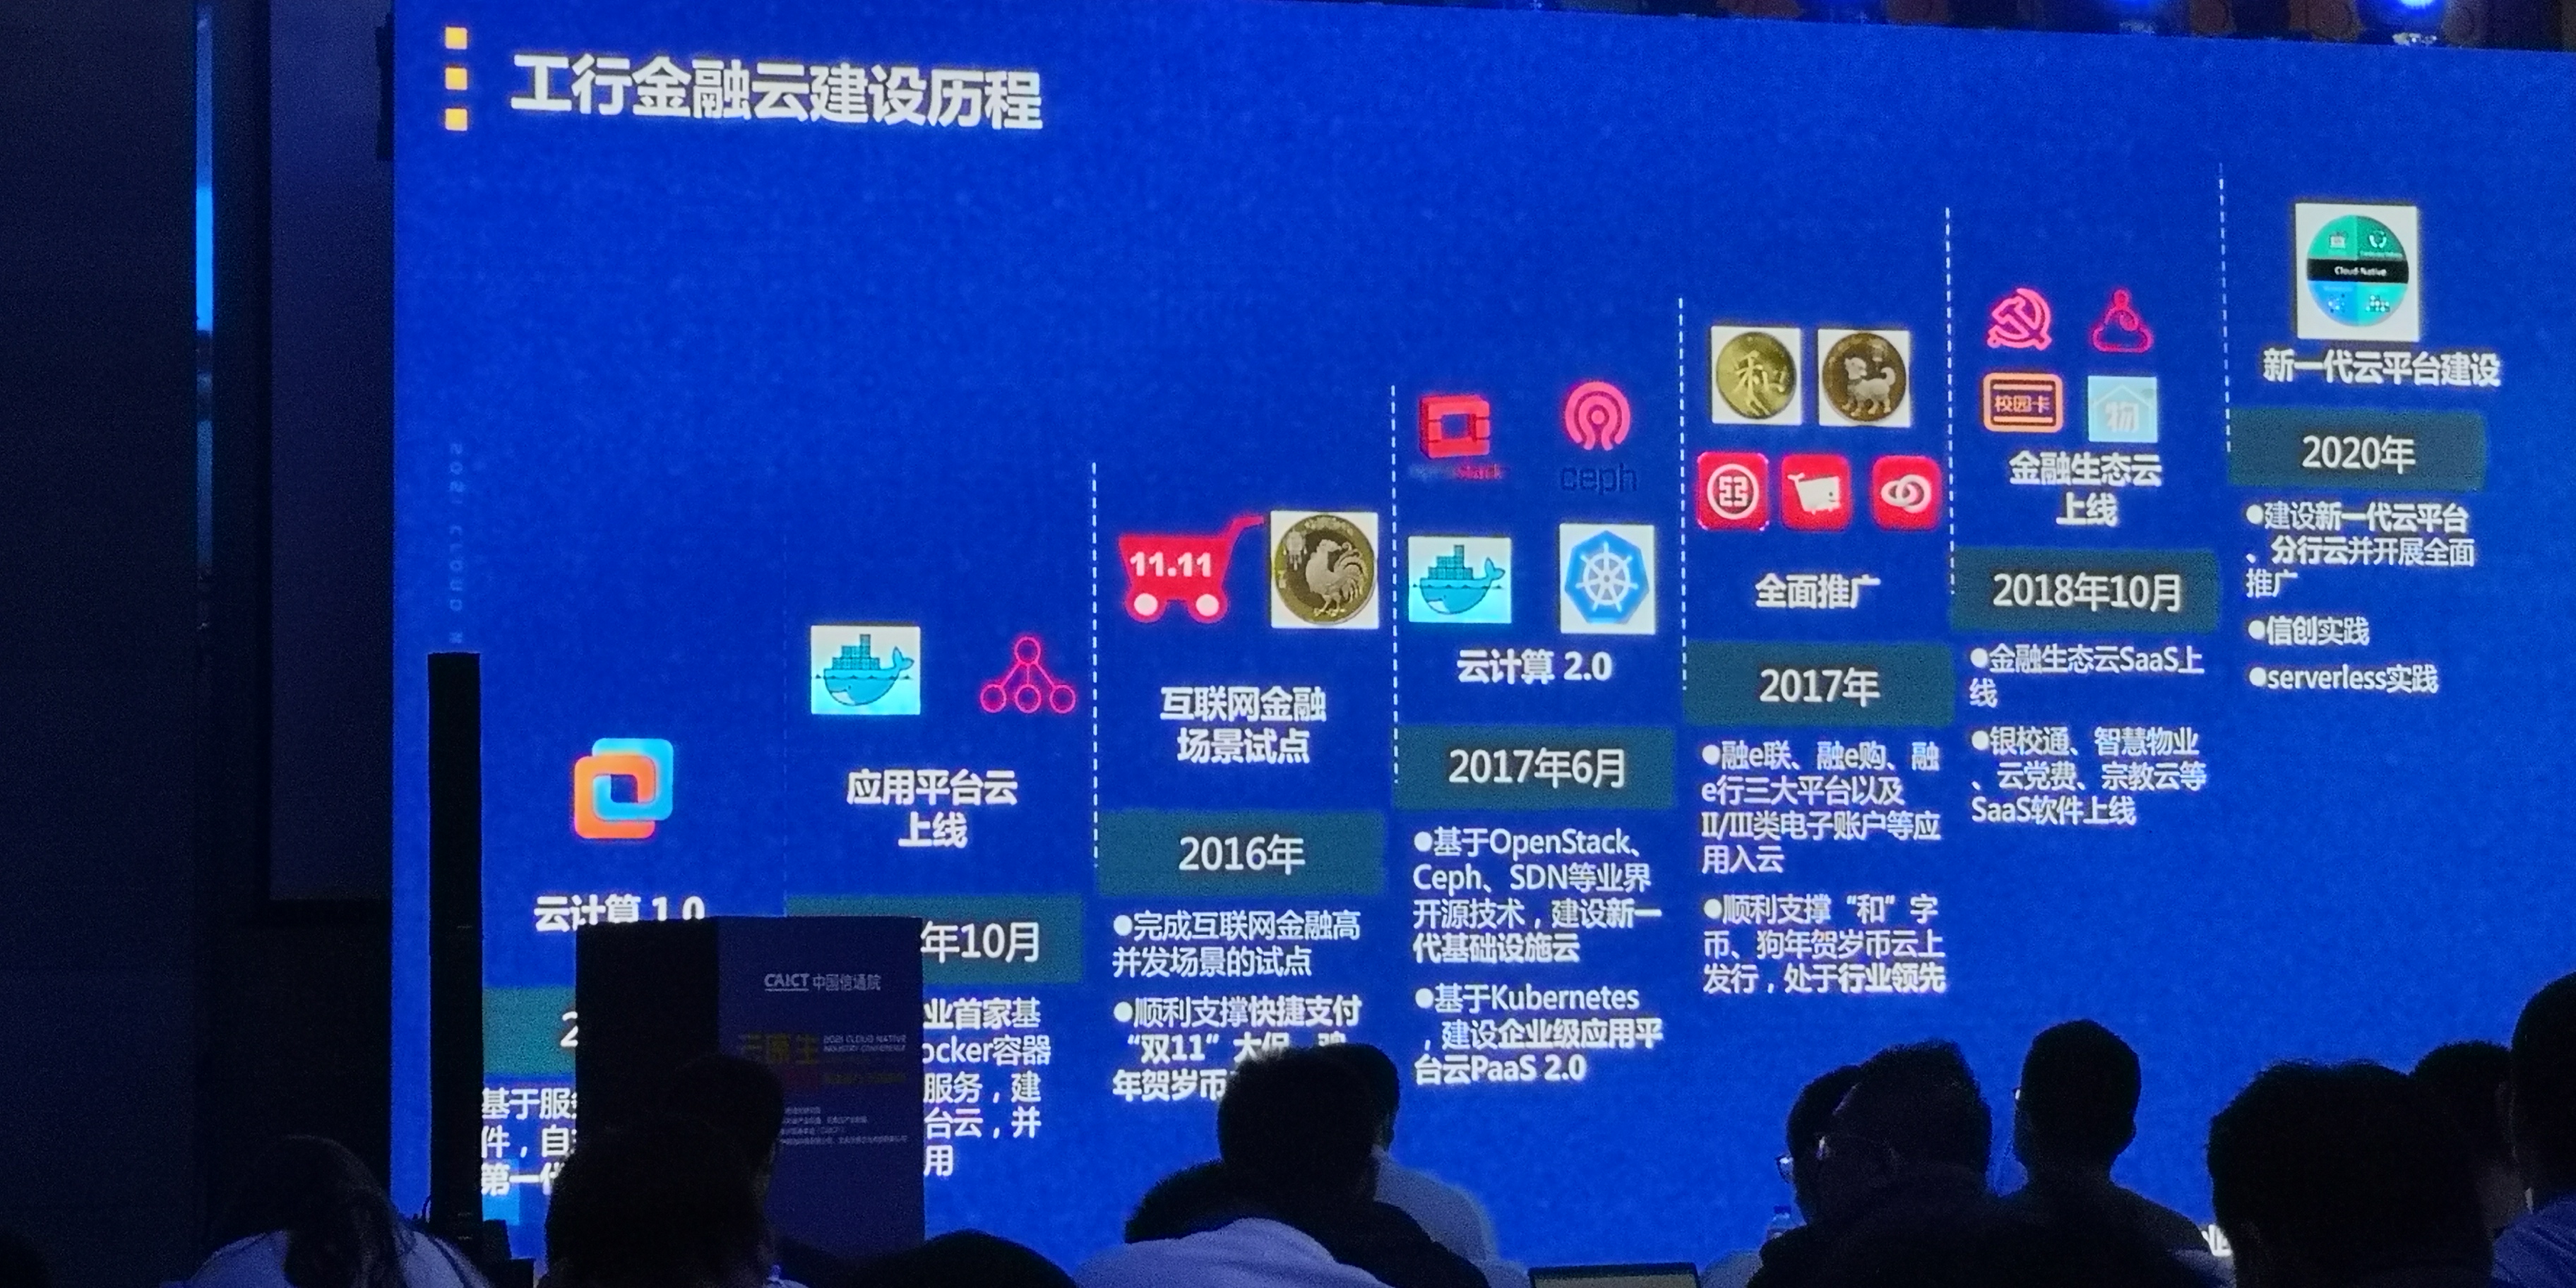 工行金融云建设历程
云计算 1.0
基于服
件，自
第一代
应用平台云
上线
年10月
业首家基
ocker容器
服务，建
台云，并
用
11.11
互联网金融
场景试点
2016年
●完成互联网金融高
并发场景的试点
●顺利支撑快捷支付
“双11”大促
年贺岁币
openstack
ceph
云计算 2.0
2017年6月
●基于OpenStack、
Ceph、SDN等业界
开源技术，建设新一
代基础设施云
●基于Kubernetes
，建设企业级应用平
台云PaaS 2.0
和
全面推广
2017年
●融e联、融e购、融
e行三大平台以及
II/III类电子账户等应
用入云
●顺利支撑“和”字
币、狗年贺岁币云上
发行，处于行业领先
校园卡
物
金融生态云
上线
2018年10月
●金融生态云SaaS上
线
●银校通、智慧物业
、云党费、宗教云等
SaaS软件上线
Cloud Native
新一代云平台建设
2020年
●建设新一代云平台
、分行云并开展全面
推广
●信创实践
●serverless实践
CAICT 中国信通院
云原生
2021 CLOUD NATIVE
INDUSTRY CONFERENCE